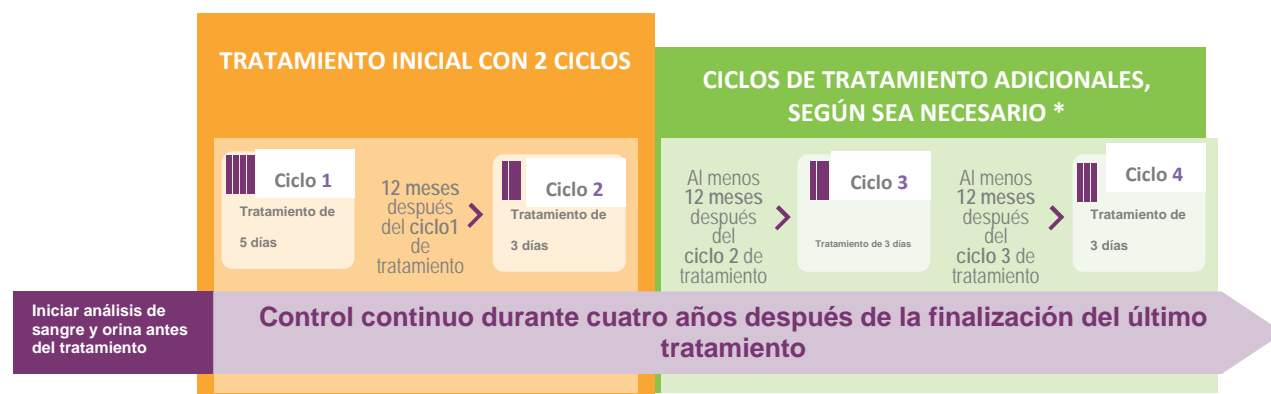 TRATAMIENTO INICIAL CON 2 CICLOS
CICLOS DE TRATAMIENTO ADICIONALES,
SEGÚN SEA NECESARIO *
Ciclo 1
Tratamiento de
5 días
12 meses
después
del ciclo1
de
tratamiento
Ciclo 2
Tratamiento de
3 días
Al menos
12 meses
después
del
ciclo 2 de
tratamiento
Ciclo 3
Tratamiento de 3 días
Al menos
12 meses
después
del
ciclo 3 de
tratamiento
Ciclo 4
Tratamiento de
3 días
Iniciar análisis de
sangre y orina antes
del tratamiento
Control continuo durante cuatro años después de la finalización del último
tratamiento